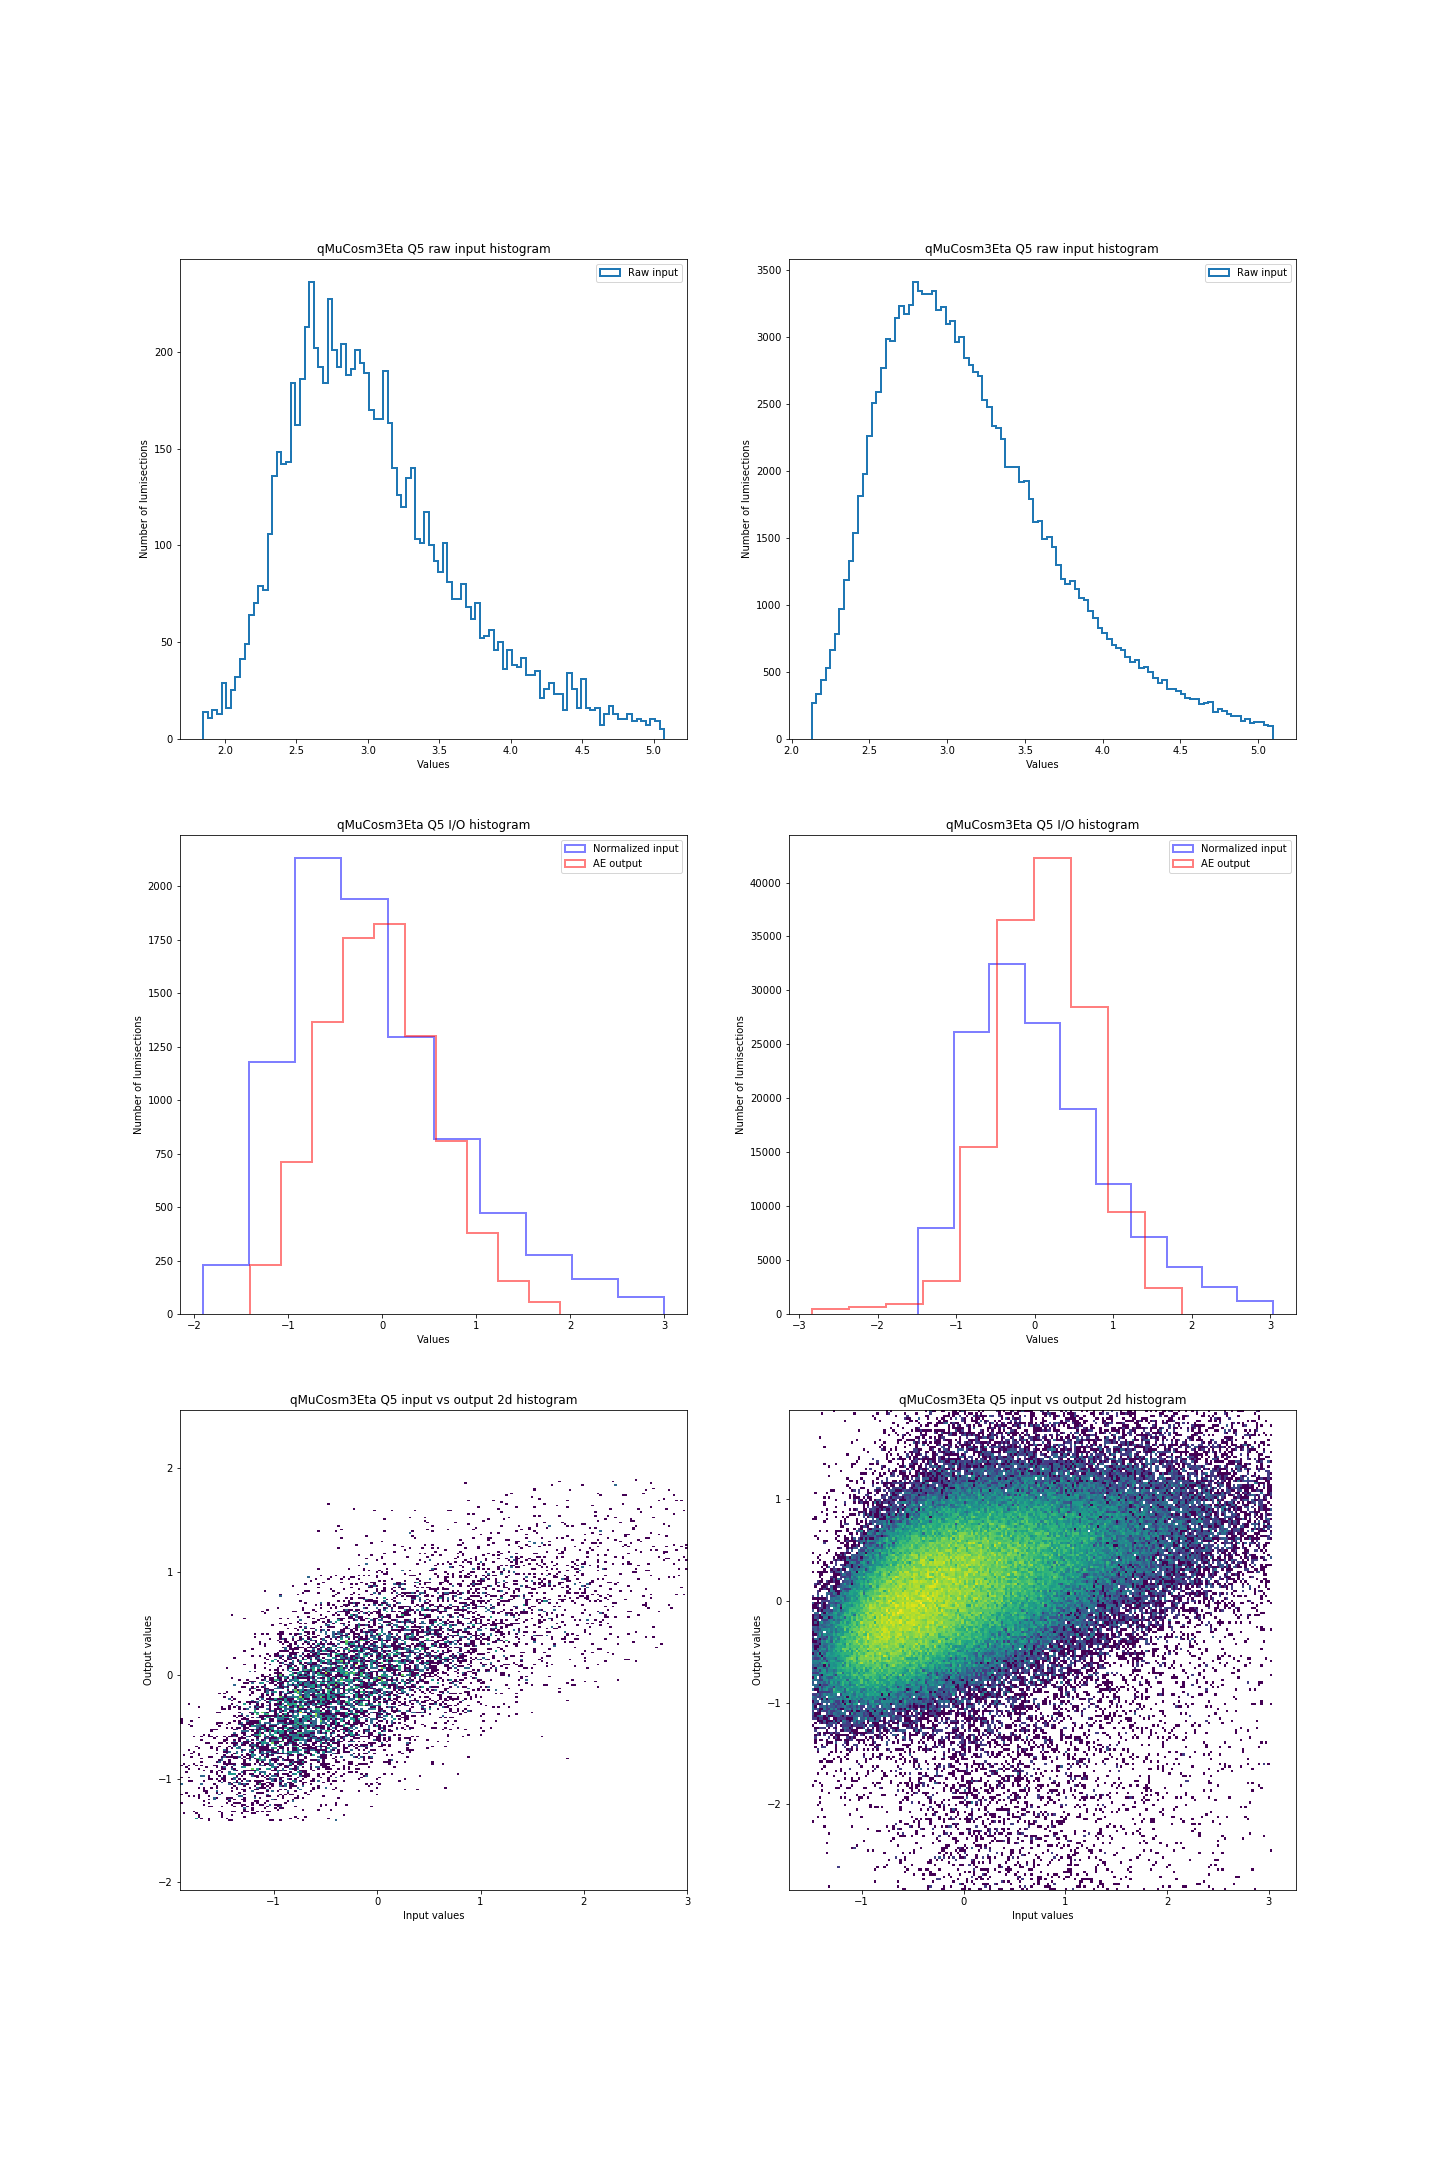 qMuCosm3Eta Q5 raw input histogram
Raw input
Number of lumisections
200
150
100
50
0
2.0 2.5 3.0 3.5 4.0 4.5 5.0
Values
qMuCosm3Eta Q5 raw input histogram
Raw input
Number of lumisections
3500
3000
2500
2000
1500
1000
500
0
2.0 2.5 3.0 3.5 4.0 4.5 5.0
Values
qMuCosm3Eta Q5 I/O histogram
Normalized input
AE output
Number of lumisections
2000
1750
1500
1250
1000
750
500
250
0
−2 −1 0 1 2 3
Values
qMuCosm3Eta Q5 I/O histogram
Normalized input
AE output
Number of lumisections
40000
35000
30000
25000
20000
15000
10000
5000
0
−3 −2 −1 0 1 2 3
Values
qMuCosm3Eta Q5 input vs output 2d histogram
Output values
2
1
0
−1
−2
−1 0 1 2 3
Input values
qMuCosm3Eta Q5 input vs output 2d histogram
Output values
1
0
−1
−2
−1 0 1 2 3
Input values